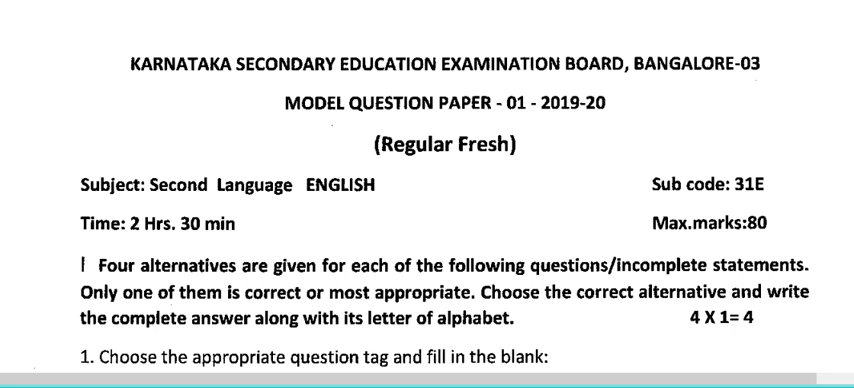 KARNATAKA SECONDARY EDUCATION EXAMINATION BOARD, BANGALORE-03
MODEL QUESTION PAPER - 01 - 2019-20
(Regular Fresh)
Subject: Second Language ENGLISH Sub code: 31E
Time: 2 Hrs. 30 min Max.marks:80
I Four alternatives are given for each of the following questions/incomplete statements.
Only one of them is correct or most appropriate. Choose the correct alternative and write
the complete answer along with its letter of alphabet. 4 X 1= 4
1. Choose the appropriate question tag and fill in the blank: